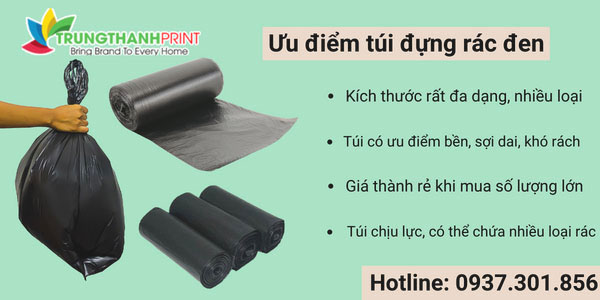 TRUNGTHANHPRINT
Bring Brand To Every Home
Ưu điểm túi đựng rác đen
• Kích thước rất đa dạng, nhiều loại
• Túi có ưu điểm bền, sợi dai, khó rách
• Giá thành rẻ khi mua số lượng lớn
• Túi chịu lực, có thể chứa nhiều loại rác
Hotline: 0937.301.856